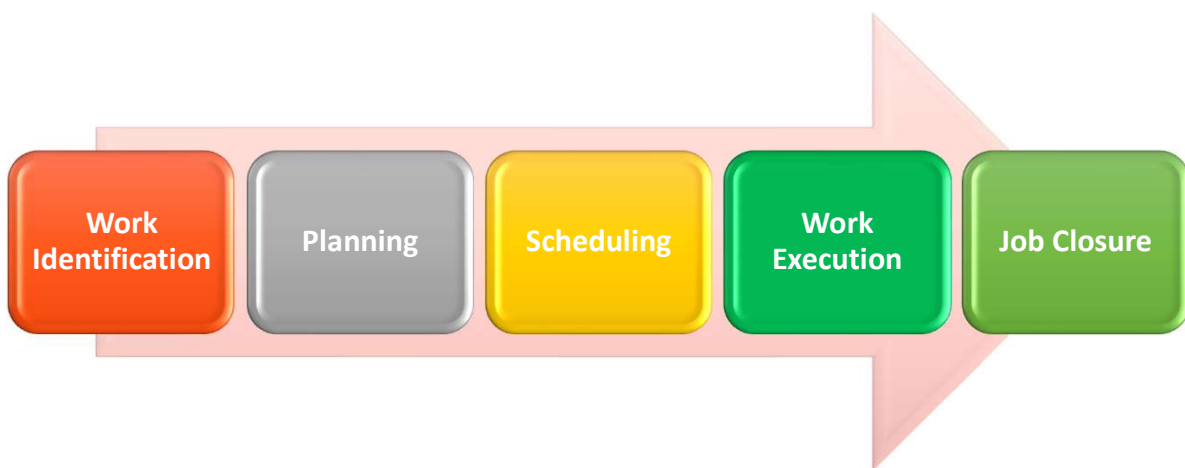 Work
Identification
Planning
Scheduling
Work
Execution
Job Closure